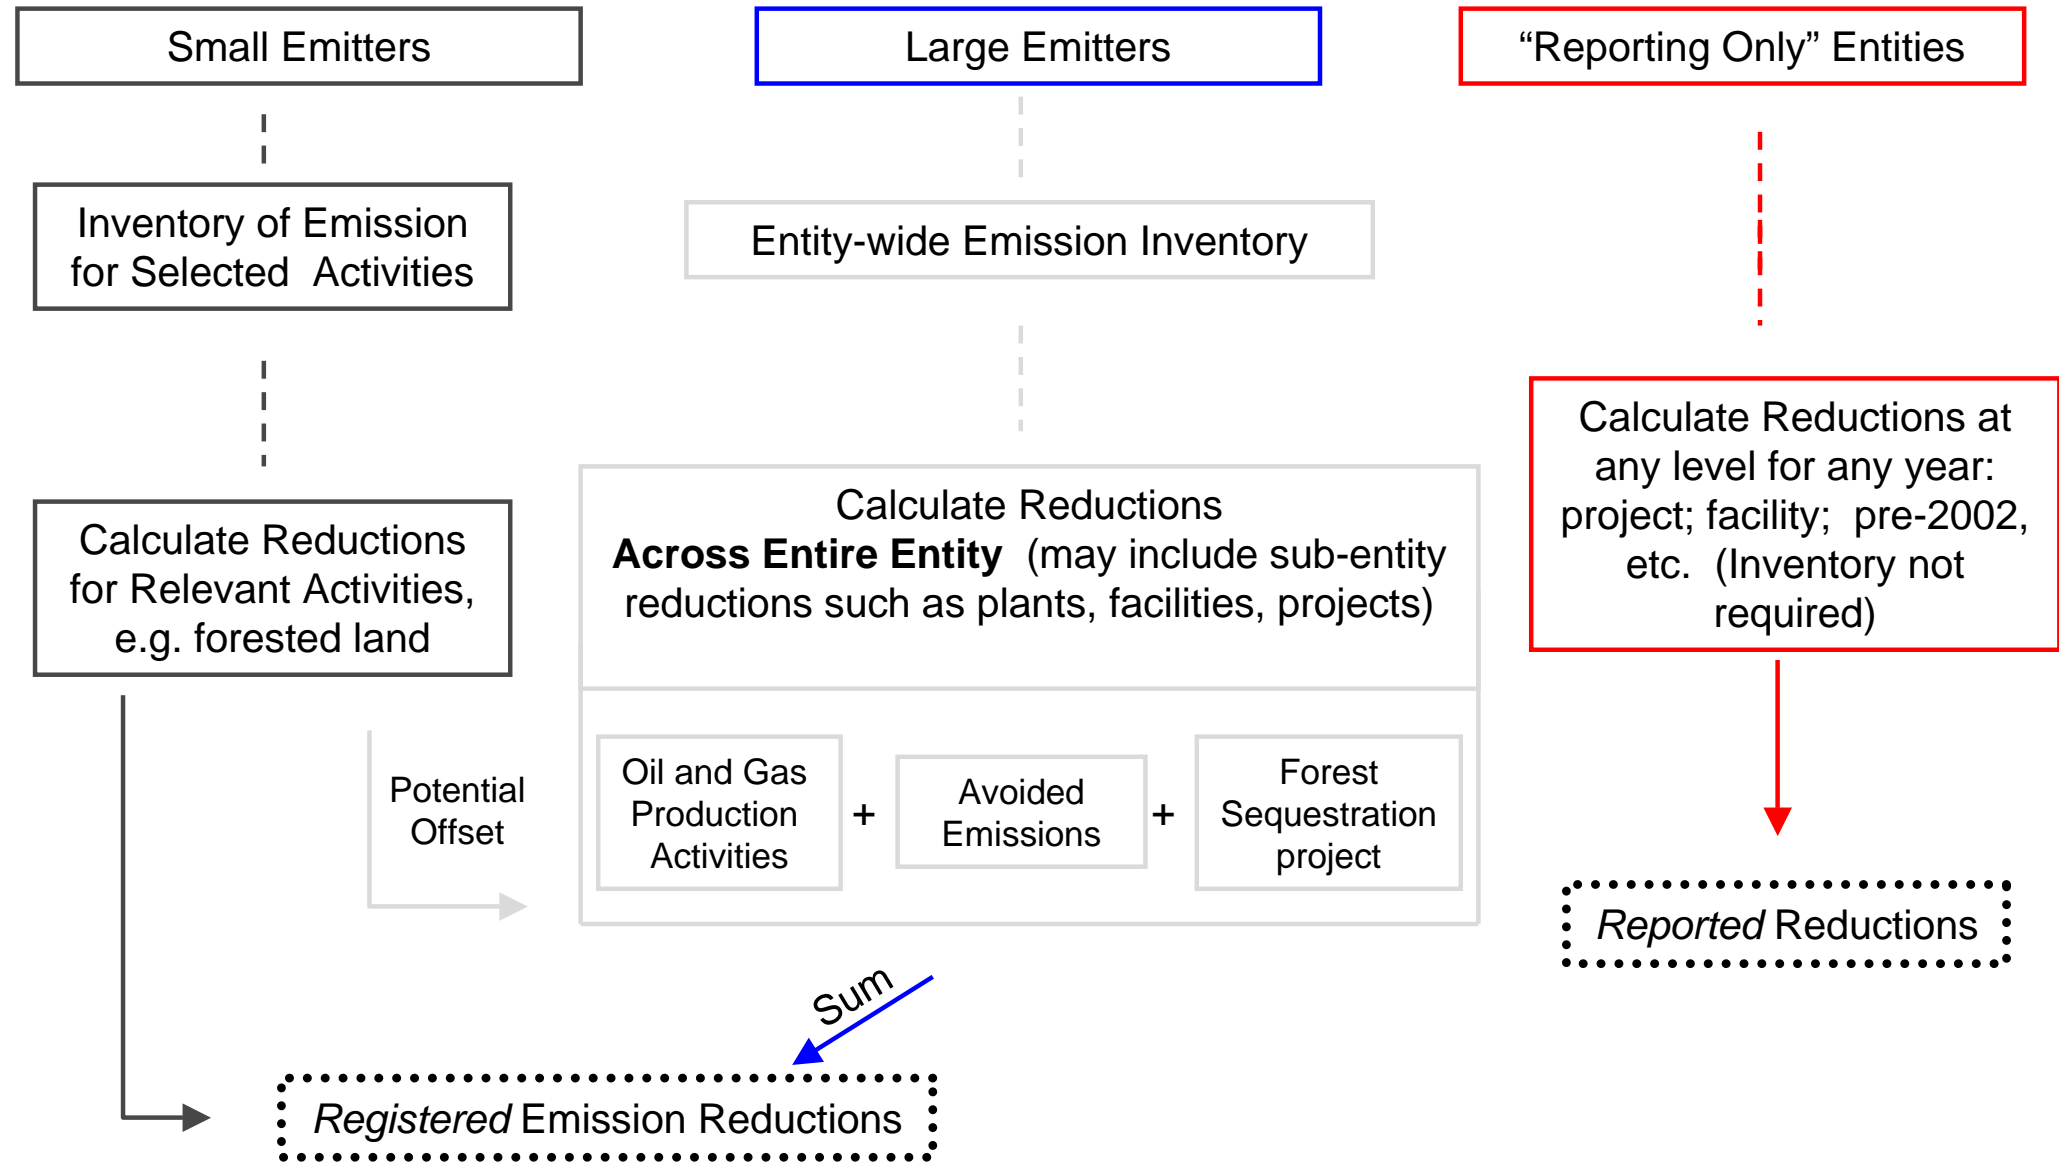 Small Emitters
Large Emitters
“Reporting Only” Entities
Inventory of Emission
for Selected Activities
Entity-wide Emission Inventory
Calculate Reductions
for Relevant Activities,
e.g. forested land
Calculate Reductions
Across Entire Entity (may include sub-entity
reductions such as plants, facilities, projects)
Calculate Reductions at
any level for any year:
project; facility; pre-2002,
etc. (Inventory not
required)
Potential
Offset
Oil and Gas
Production
Activities
+
Avoided
Emissions
+
Forest
Sequestration
project
Reported Reductions
Sum
Registered Emission Reductions